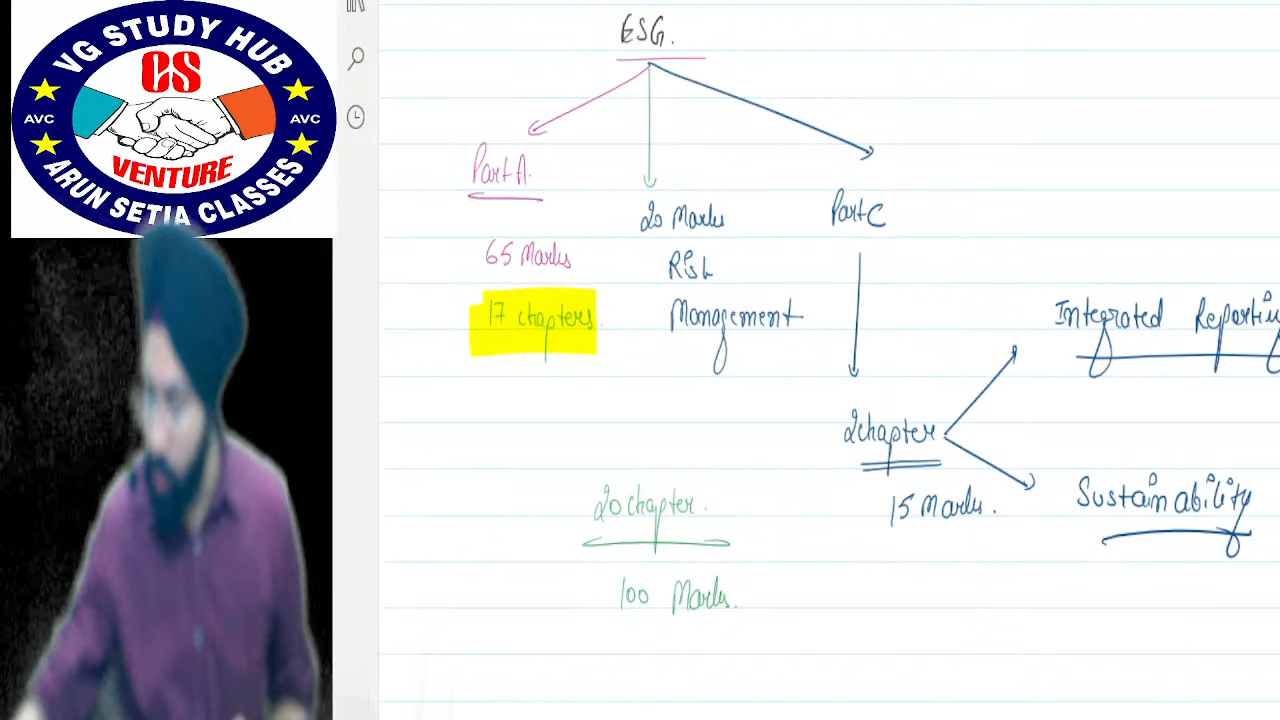 VG STUDY HUB
CS
AVC
AVC
VENTURE
ARUN SETIA CLASSES
ESG.
Part A.
65 Marks
17 chapters.
20 Marks
Risk
Management
Part C
2 chapter
15 Marks.
Integrated
Sustainability
20 chapter.
100 Marks.